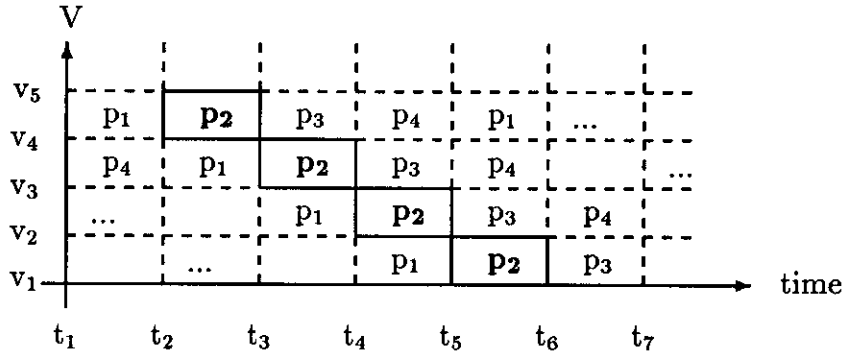 V
v₅
p₁ p₂ p₃ p₄ p₁ ...
v₄
p₄ p₁ p₂ p₃ p₄ ...
v₃
... p₁ p₂ p₃ p₄
v₂
... p₁ p₂ p₃
v₁
time
t₁ t₂ t₃ t₄ t₅ t₆ t₇